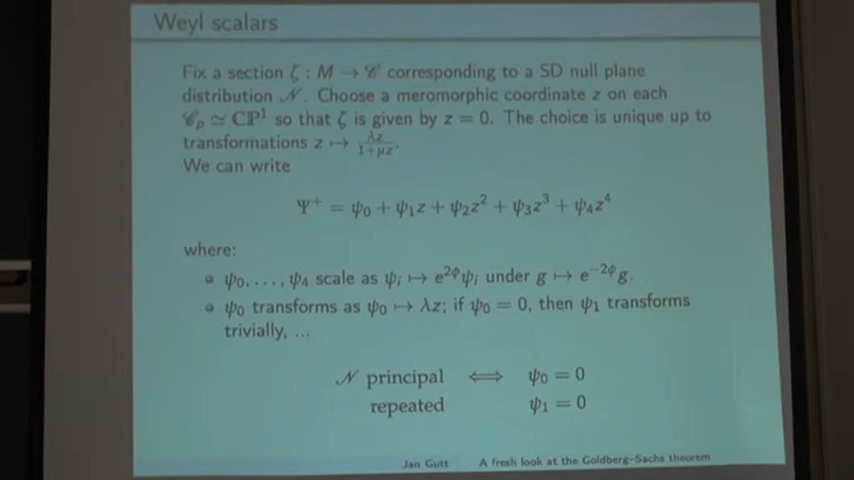 Weyl scalars
Fix a section ζ : M → 𝒞 corresponding to a SD null plane
distribution 𝒩. Choose a meromorphic coordinate z on each
𝒞ₚ ≃ ℂℙ¹ so that ζ is given by z = 0. The choice is unique up to
transformations z ↦ λz/(1+μz).
We can write
Ψ⁺ = ψ₀ + ψ₁z + ψ₂z² + ψ₃z³ + ψ₄z⁴
where:
ψ₀, . . . , ψ₄ scale as ψᵢ ↦ e^{2ϕ}ψᵢ under g ↦ e^{−2ϕ}g.
ψ₀ transforms as ψ₀ ↦ λz; if ψ₀ = 0, then ψ₁ transforms
trivially, ...
𝒩 principal ⟺ ψ₀ = 0
repeated ψ₁ = 0
Jan Gutt A fresh look at the Goldberg–Sachs theorem